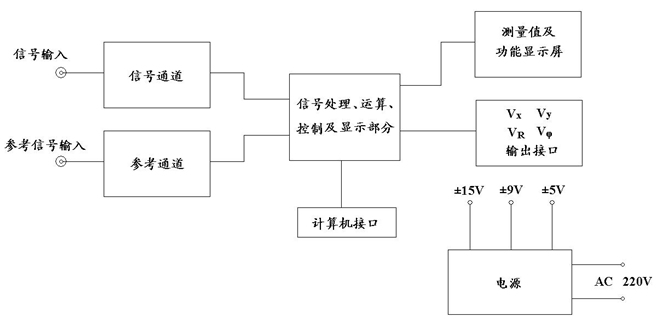 信号输入
信号通道
参考信号输入
参考通道
信号处理、运算、
控制及显示部分
测量值及
功能显示屏
Vx Vy
VR Vφ
输出接口
计算机接口
±15V ±9V ±5V
电源
AC 220V